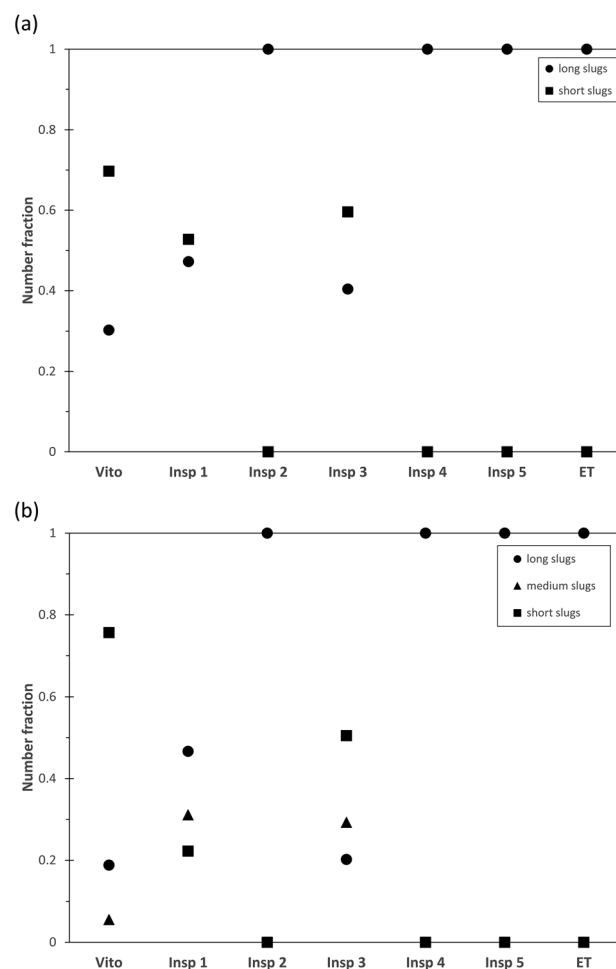 (a)
1
0.8
0.6
0.4
0.2
0
Number fraction
long slugs
short slugs
Vito Insp 1 Insp 2 Insp 3 Insp 4 Insp 5 ET
(b)
1
0.8
0.6
0.4
0.2
0
Number fraction
long slugs
medium slugs
short slugs
Vito Insp 1 Insp 2 Insp 3 Insp 4 Insp 5 ET